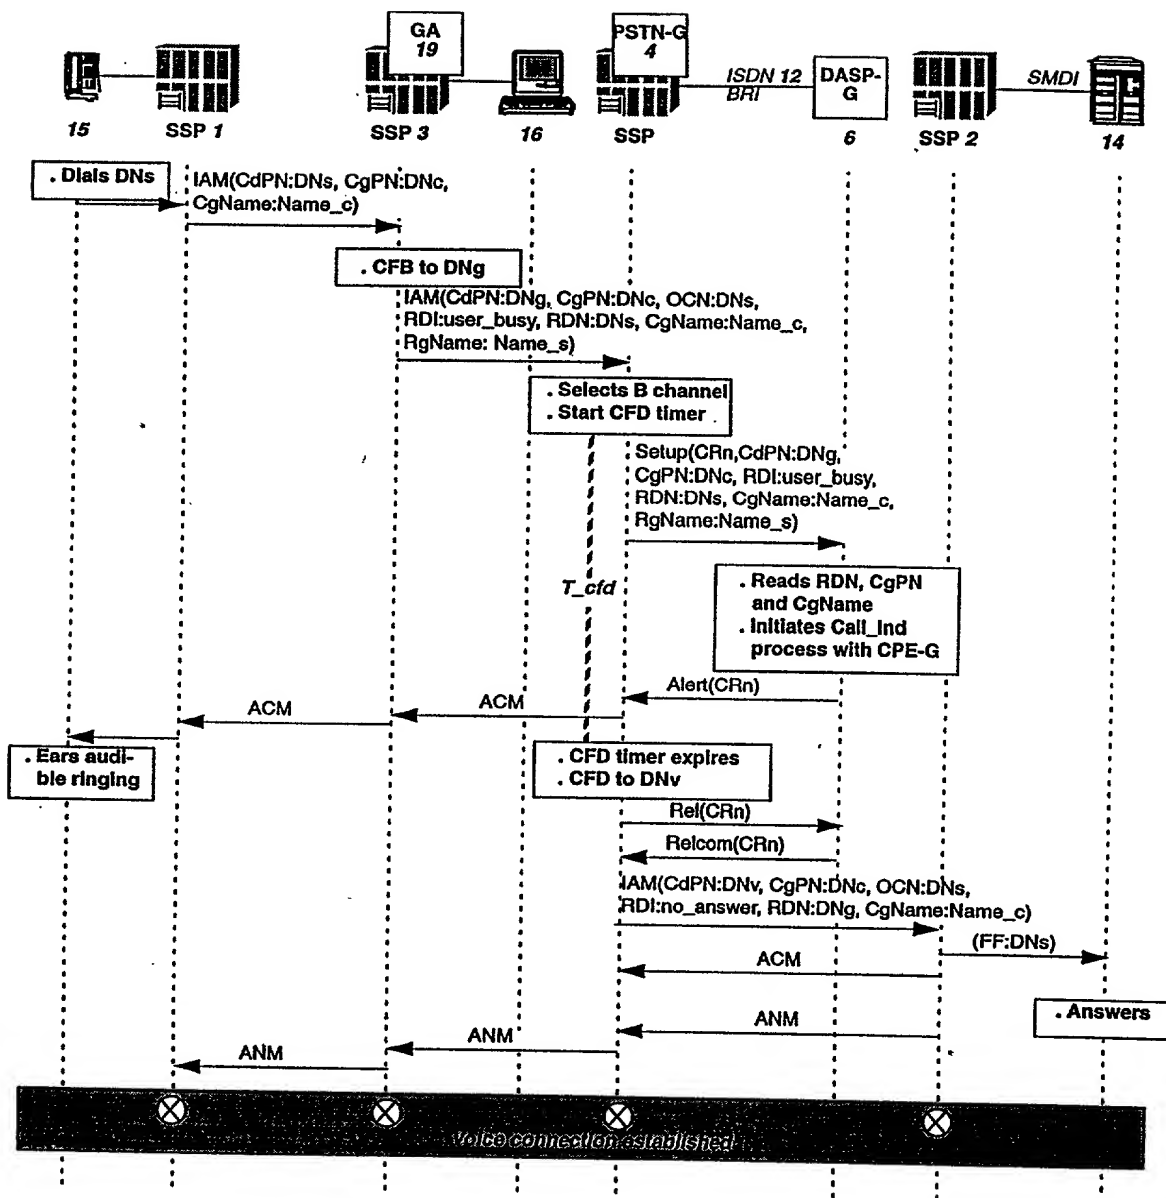 GA
19
PSTN-G
4
ISDN 12
BRI
DASP-
G
SMDI
15
SSP 1
SSP 3
16
SSP
6
SSP 2
14
. Dials DNs
IAM(CdPN:DNs, CgPN:DNc,
CgName:Name_c)
. CFB to DNg
IAM(CdPN:DNg, CgPN:DNc, OCN:DNs,
RDI:user_busy, RDN:DNs, CgName:Name_c,
RgName: Name_s)
. Selects B channel
. Start CFD timer
Setup(CRn,CdPN:DNg,
CgPN:DNc, RDI:user_busy,
RDN:DNs, CgName:Name_c,
RgName:Name_s)
T_cfd
. Reads RDN, CgPN
and CgName
. Initiates Call_Ind
process with CPE-G
Alert(CRn)
ACM
ACM
. Ears audi-
ble ringing
. CFD timer expires
. CFD to DNv
Rel(CRn)
Relcom(CRn)
IAM(CdPN:DNv, CgPN:DNc, OCN:DNs,
RDI:no_answer, RDN:DNg, CgName:Name_c)
(FF:DNs)
ACM
. Answers
ANM
ANM
ANM
Voice connection established